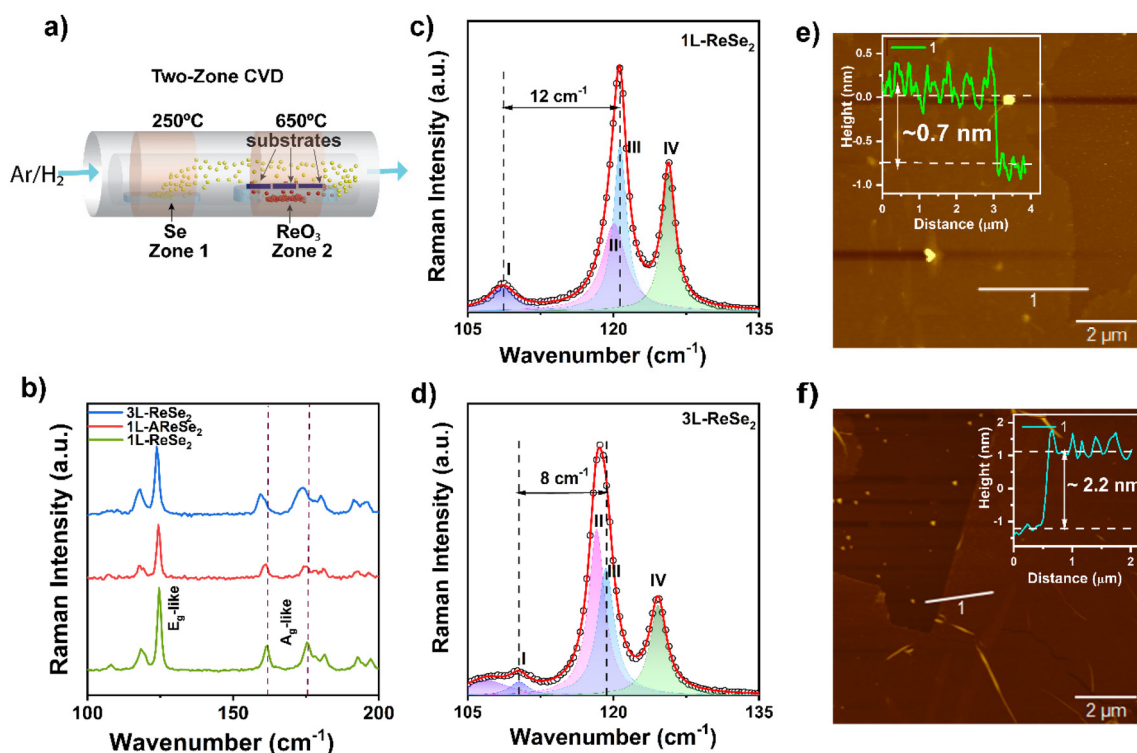 a)
Two-Zone CVD
250ºC
650ºC
substrates
Ar/H₂
Se
Zone 1
ReO₃
Zone 2
b)
Raman Intensity (a.u.)
3L-ReSe₂
1L-AReSe₂
1L-ReSe₂
E₉-like
A₉-like
100
150
200
Wavenumber (cm⁻¹)
c)
Raman Intensity (a.u.)
1L-ReSe₂
12 cm⁻¹
I
II
III
IV
105
120
135
Wavenumber (cm⁻¹)
d)
Raman Intensity (a.u.)
3L-ReSe₂
8 cm⁻¹
I
II
III
IV
105
120
135
Wavenumber (cm⁻¹)
e)
Height (nm)
1
0.5
0.0
-1.0
~0.7 nm
0 1 2 3 4
Distance (µm)
1
2 µm
f)
Height (nm)
1
2
1
0
-1
~ 2.2 nm
0 1 2
Distance (µm)
1
2 µm